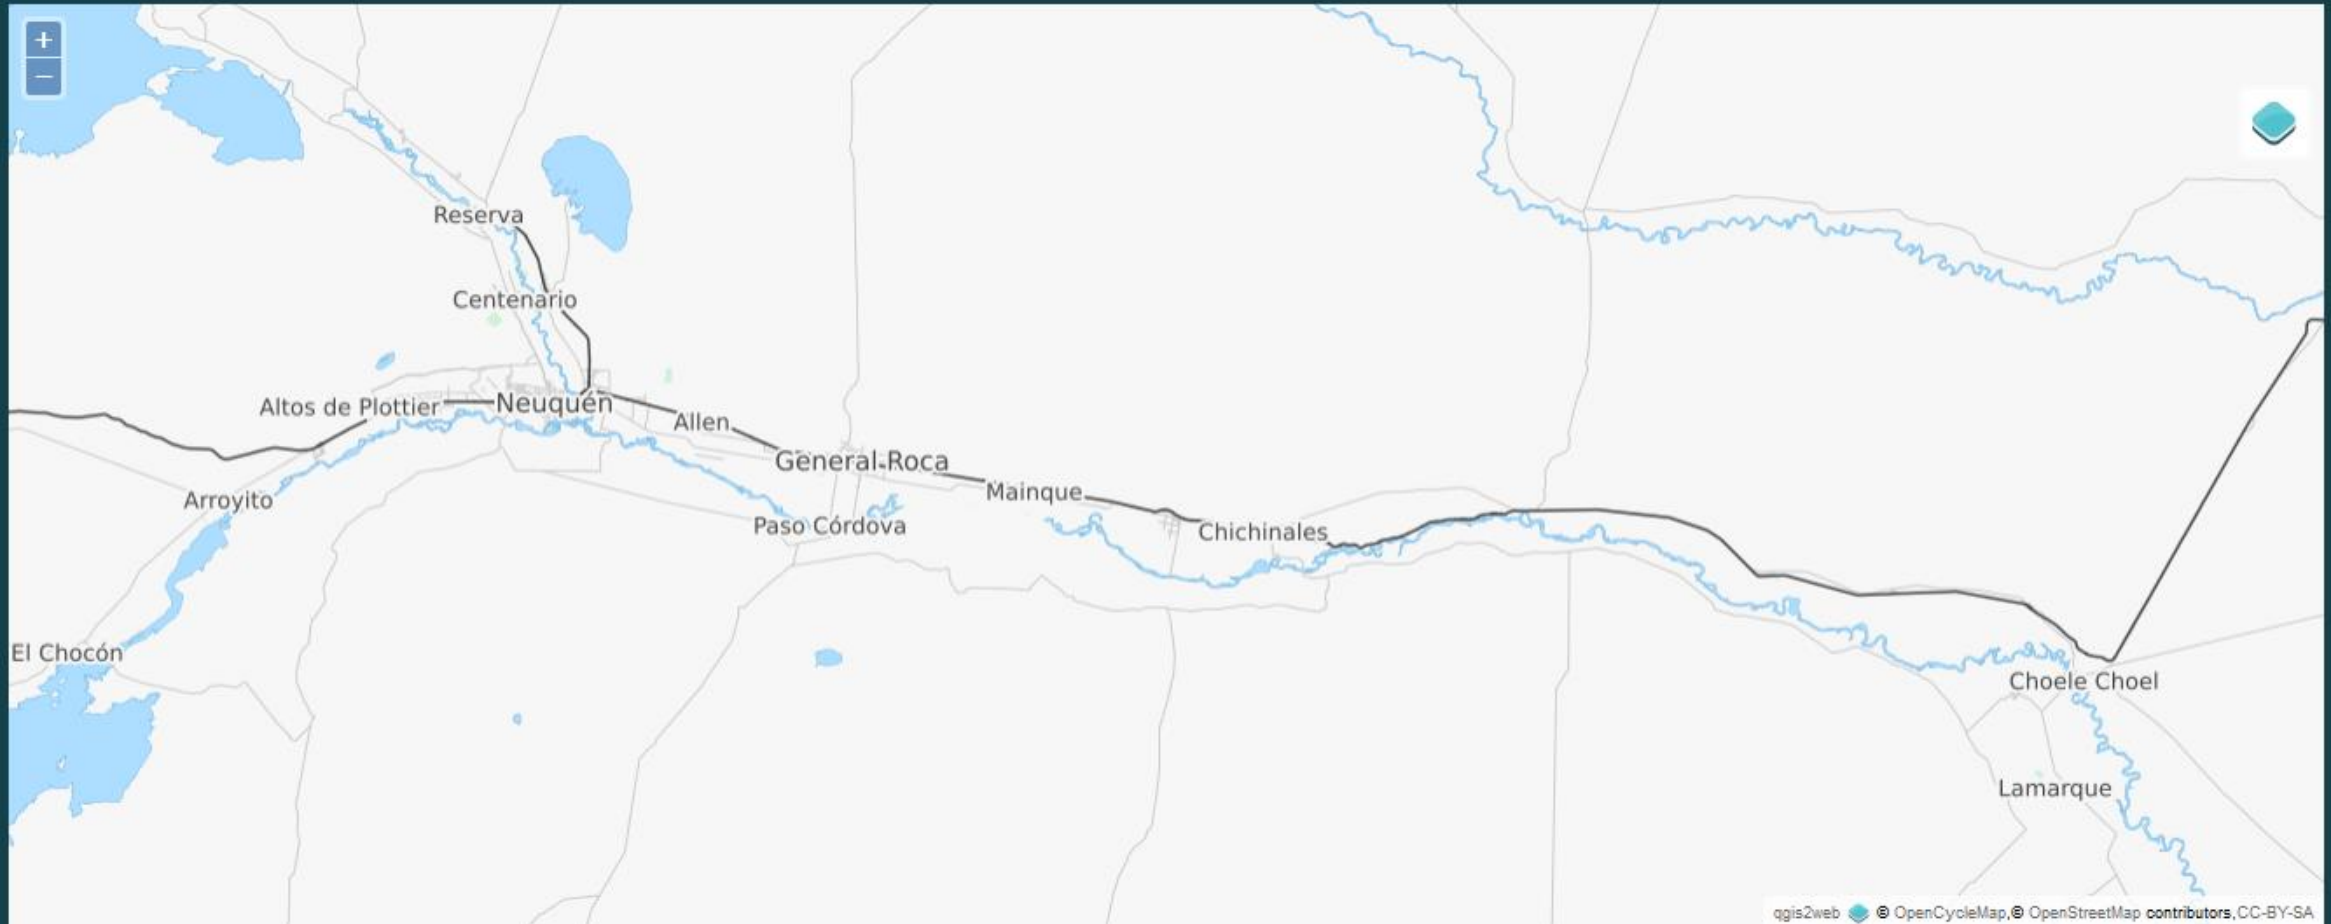 +
−
Reserva
Centenario
Altos de Plottier
Neuquén
Allen
General Roca
Mainque
Arroyito
Paso Córdova
Chichinales
El Chocón
Choele Choel
Lamarque
qgis2web © OpenCycleMap,© OpenStreetMap contributors,CC-BY-SA